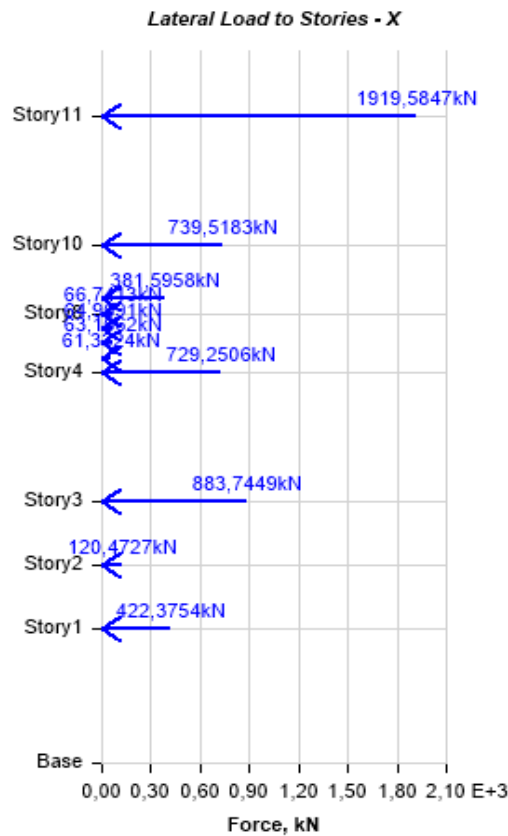 Lateral Load to Stories - X
1919,5847kN
Story11
739,5183kN
Story10
381,5958kN
729,2506kN
Story4
883,7449kN
Story3
120,4727kN
Story2
422,3754kN
Story1
Base
0,00 0,30 0,60 0,90 1,20 1,50 1,80 2,10 E+3
Force, kN